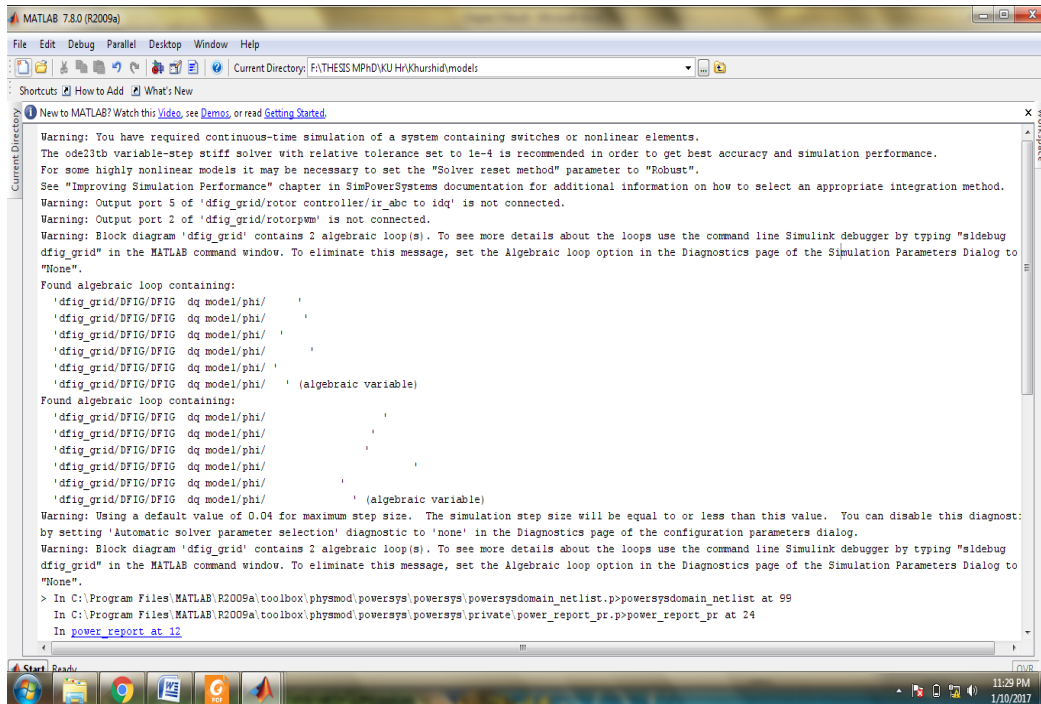 MATLAB 7.8.0 (R2009a)
File Edit Debug Parallel Desktop Window Help
Current Directory: F:\THESIS MPhD\KU Hr\Khurshid\models
Shortcuts How to Add What's New
New to MATLAB? Watch this Video, see Demos, or read Getting Started.
Current Directory
Workspace
Warning: You have required continuous-time simulation of a system containing switches or nonlinear elements.
The ode23tb variable-step stiff solver with relative tolerance set to 1e-4 is recommended in order to get best accuracy and simulation performance.
For some highly nonlinear models it may be necessary to set the "Solver reset method" parameter to "Robust".
See "Improving Simulation Performance" chapter in SimPowerSystems documentation for additional information on how to select an appropriate integration method.
Warning: Output port 5 of 'dfig_grid/rotor controller/ir_abc to idq' is not connected.
Warning: Output port 2 of 'dfig_grid/rotorpwm' is not connected.
Warning: Block diagram 'dfig_grid' contains 2 algebraic loop(s). To see more details about the loops use the command line Simulink debugger by typing "sldebug
dfig_grid" in the MATLAB command window. To eliminate this message, set the Algebraic loop option in the Diagnostics page of the Simulation Parameters Dialog to
"None".
Found algebraic loop containing:
'dfig_grid/DFIG/DFIG dq model/phi/ '
'dfig_grid/DFIG/DFIG dq model/phi/ '
'dfig_grid/DFIG/DFIG dq model/phi/ '
'dfig_grid/DFIG/DFIG dq model/phi/ '
'dfig_grid/DFIG/DFIG dq model/phi/ '
'dfig_grid/DFIG/DFIG dq model/phi/ ' (algebraic variable)
Found algebraic loop containing:
'dfig_grid/DFIG/DFIG dq model/phi/ '
'dfig_grid/DFIG/DFIG dq model/phi/ '
'dfig_grid/DFIG/DFIG dq model/phi/ '
'dfig_grid/DFIG/DFIG dq model/phi/ '
'dfig_grid/DFIG/DFIG dq model/phi/ '
'dfig_grid/DFIG/DFIG dq model/phi/ ' (algebraic variable)
Warning: Using a default value of 0.04 for maximum step size. The simulation step size will be equal to or less than this value. You can disable this diagnosti
by setting 'Automatic solver parameter selection' diagnostic to 'none' in the Diagnostics page of the configuration parameters dialog.
Warning: Block diagram 'dfig_grid' contains 2 algebraic loop(s). To see more details about the loops use the command line Simulink debugger by typing "sldebug
dfig_grid" in the MATLAB command window. To eliminate this message, set the Algebraic loop option in the Diagnostics page of the Simulation Parameters Dialog to
"None".
> In C:\Program Files\MATLAB\R2009a\toolbox\physmod\powersys\powersys\powersysdomain_netlist.p>powersysdomain_netlist at 99
In C:\Program Files\MATLAB\R2009a\toolbox\physmod\powersys\powersys\private\power_report_pr.p>power_report_pr at 24
In power_report at 12
Start Ready
OVR
PDF
11:29 PM
1/10/2017